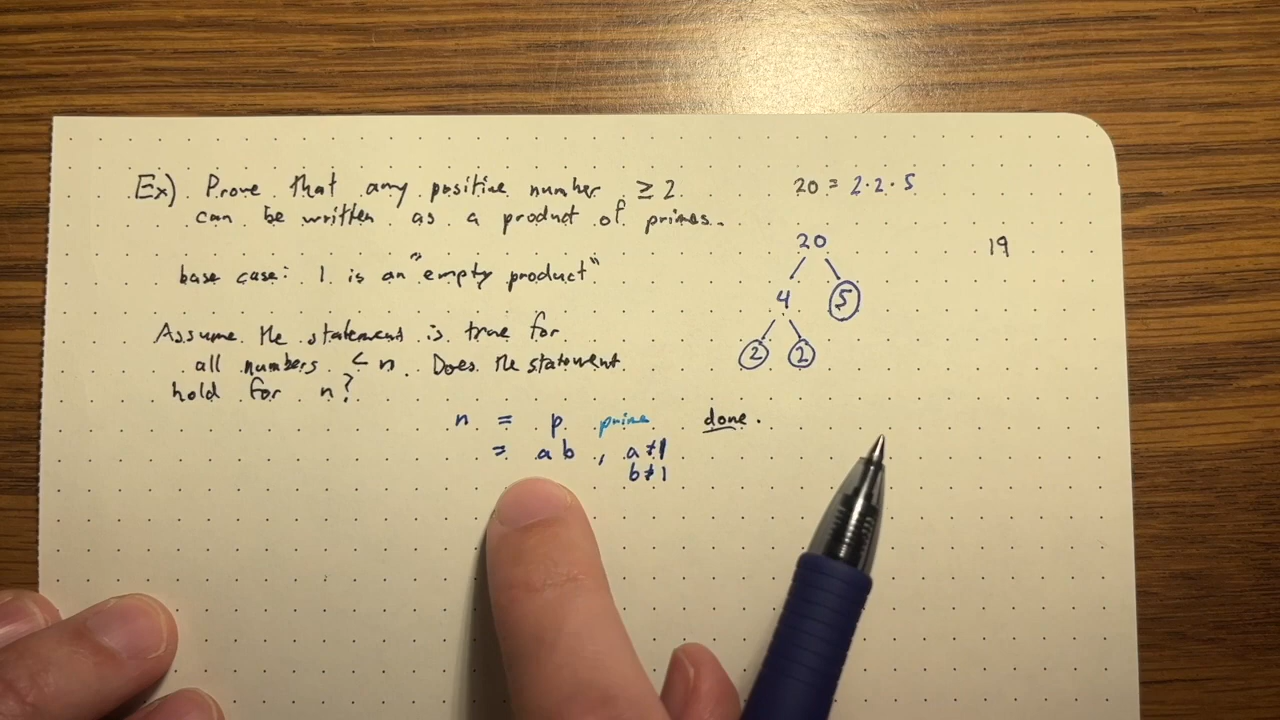 Ex) Prove that any positive number ≥ 2
can be written as a product of primes.
20 = 2·2·5
20
19
base case: 1 is an "empty product"
4 5
Assume the statement is true for
all numbers < n. Does the statement
2 2
hold for n?
n = p prime done.
= ab, a≠1
b≠1